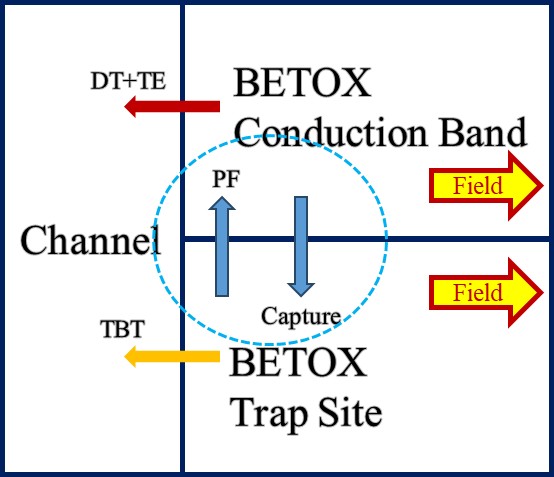 DT+TE
BETOX
Conduction Band
PF
Field
Channel
Field
Capture
TBT
BETOX
Trap Site